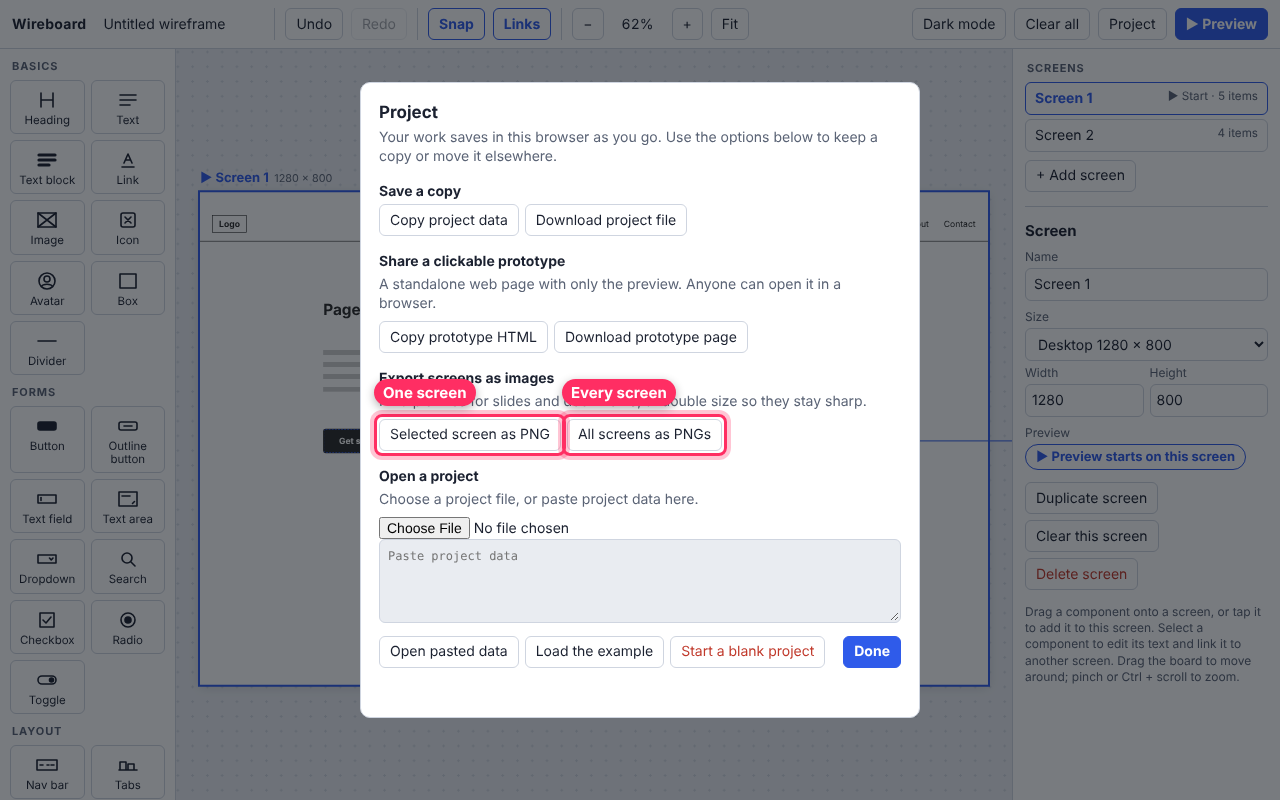 Wireboard
Untitled wireframe
Undo
Redo
Snap
Links
−
62%
+
Fit
Dark mode
Clear all
Project
▶ Preview
BASICS
Heading
Text
Text block
Link
Image
Icon
Avatar
Box
Divider
FORMS
Button
Outline
button
Text field
Text area
Dropdown
Search
Checkbox
Radio
Toggle
LAYOUT
Nav bar
Tabs
▶ Screen 1 1280 × 800
Logo
Contact
Project
Your work saves in this browser as you go. Use the options below to keep a
copy or move it elsewhere.
Save a copy
Copy project data
Download project file
Share a clickable prototype
A standalone web page with only the preview. Anyone can open it in a
browser.
Copy prototype HTML
Download prototype page
Export screens as images
One screen
Every screen
for slides and
double size so they stay sharp.
Selected screen as PNG
All screens as PNGs
Open a project
Choose a project file, or paste project data here.
Choose File No file chosen
Paste project data
Open pasted data
Load the example
Start a blank project
Done
SCREENS
Screen 1
▶ Start · 5 items
Screen 2
4 items
+ Add screen
Screen
Name
Screen 1
Size
Desktop 1280 × 800
Width
Height
1280
800
Preview
▶ Preview starts on this screen
Duplicate screen
Clear this screen
Delete screen
Drag a component onto a screen, or tap it
to add it to this screen. Select a
component to edit its text and link it to
another screen. Drag the board to move
around; pinch or Ctrl + scroll to zoom.